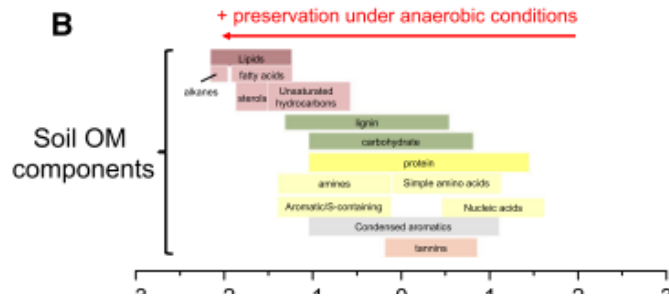 B
+ preservation under anaerobic conditions
Soil OM
components
Lipids
alkanes
fatty acids
sterols
Unsaturated
hydrocarbons
lignin
carbohydrate
protein
amines
Simple amino acids
Aromatic/S-containing
Nucleic acids
Condensed aromatics
tannins